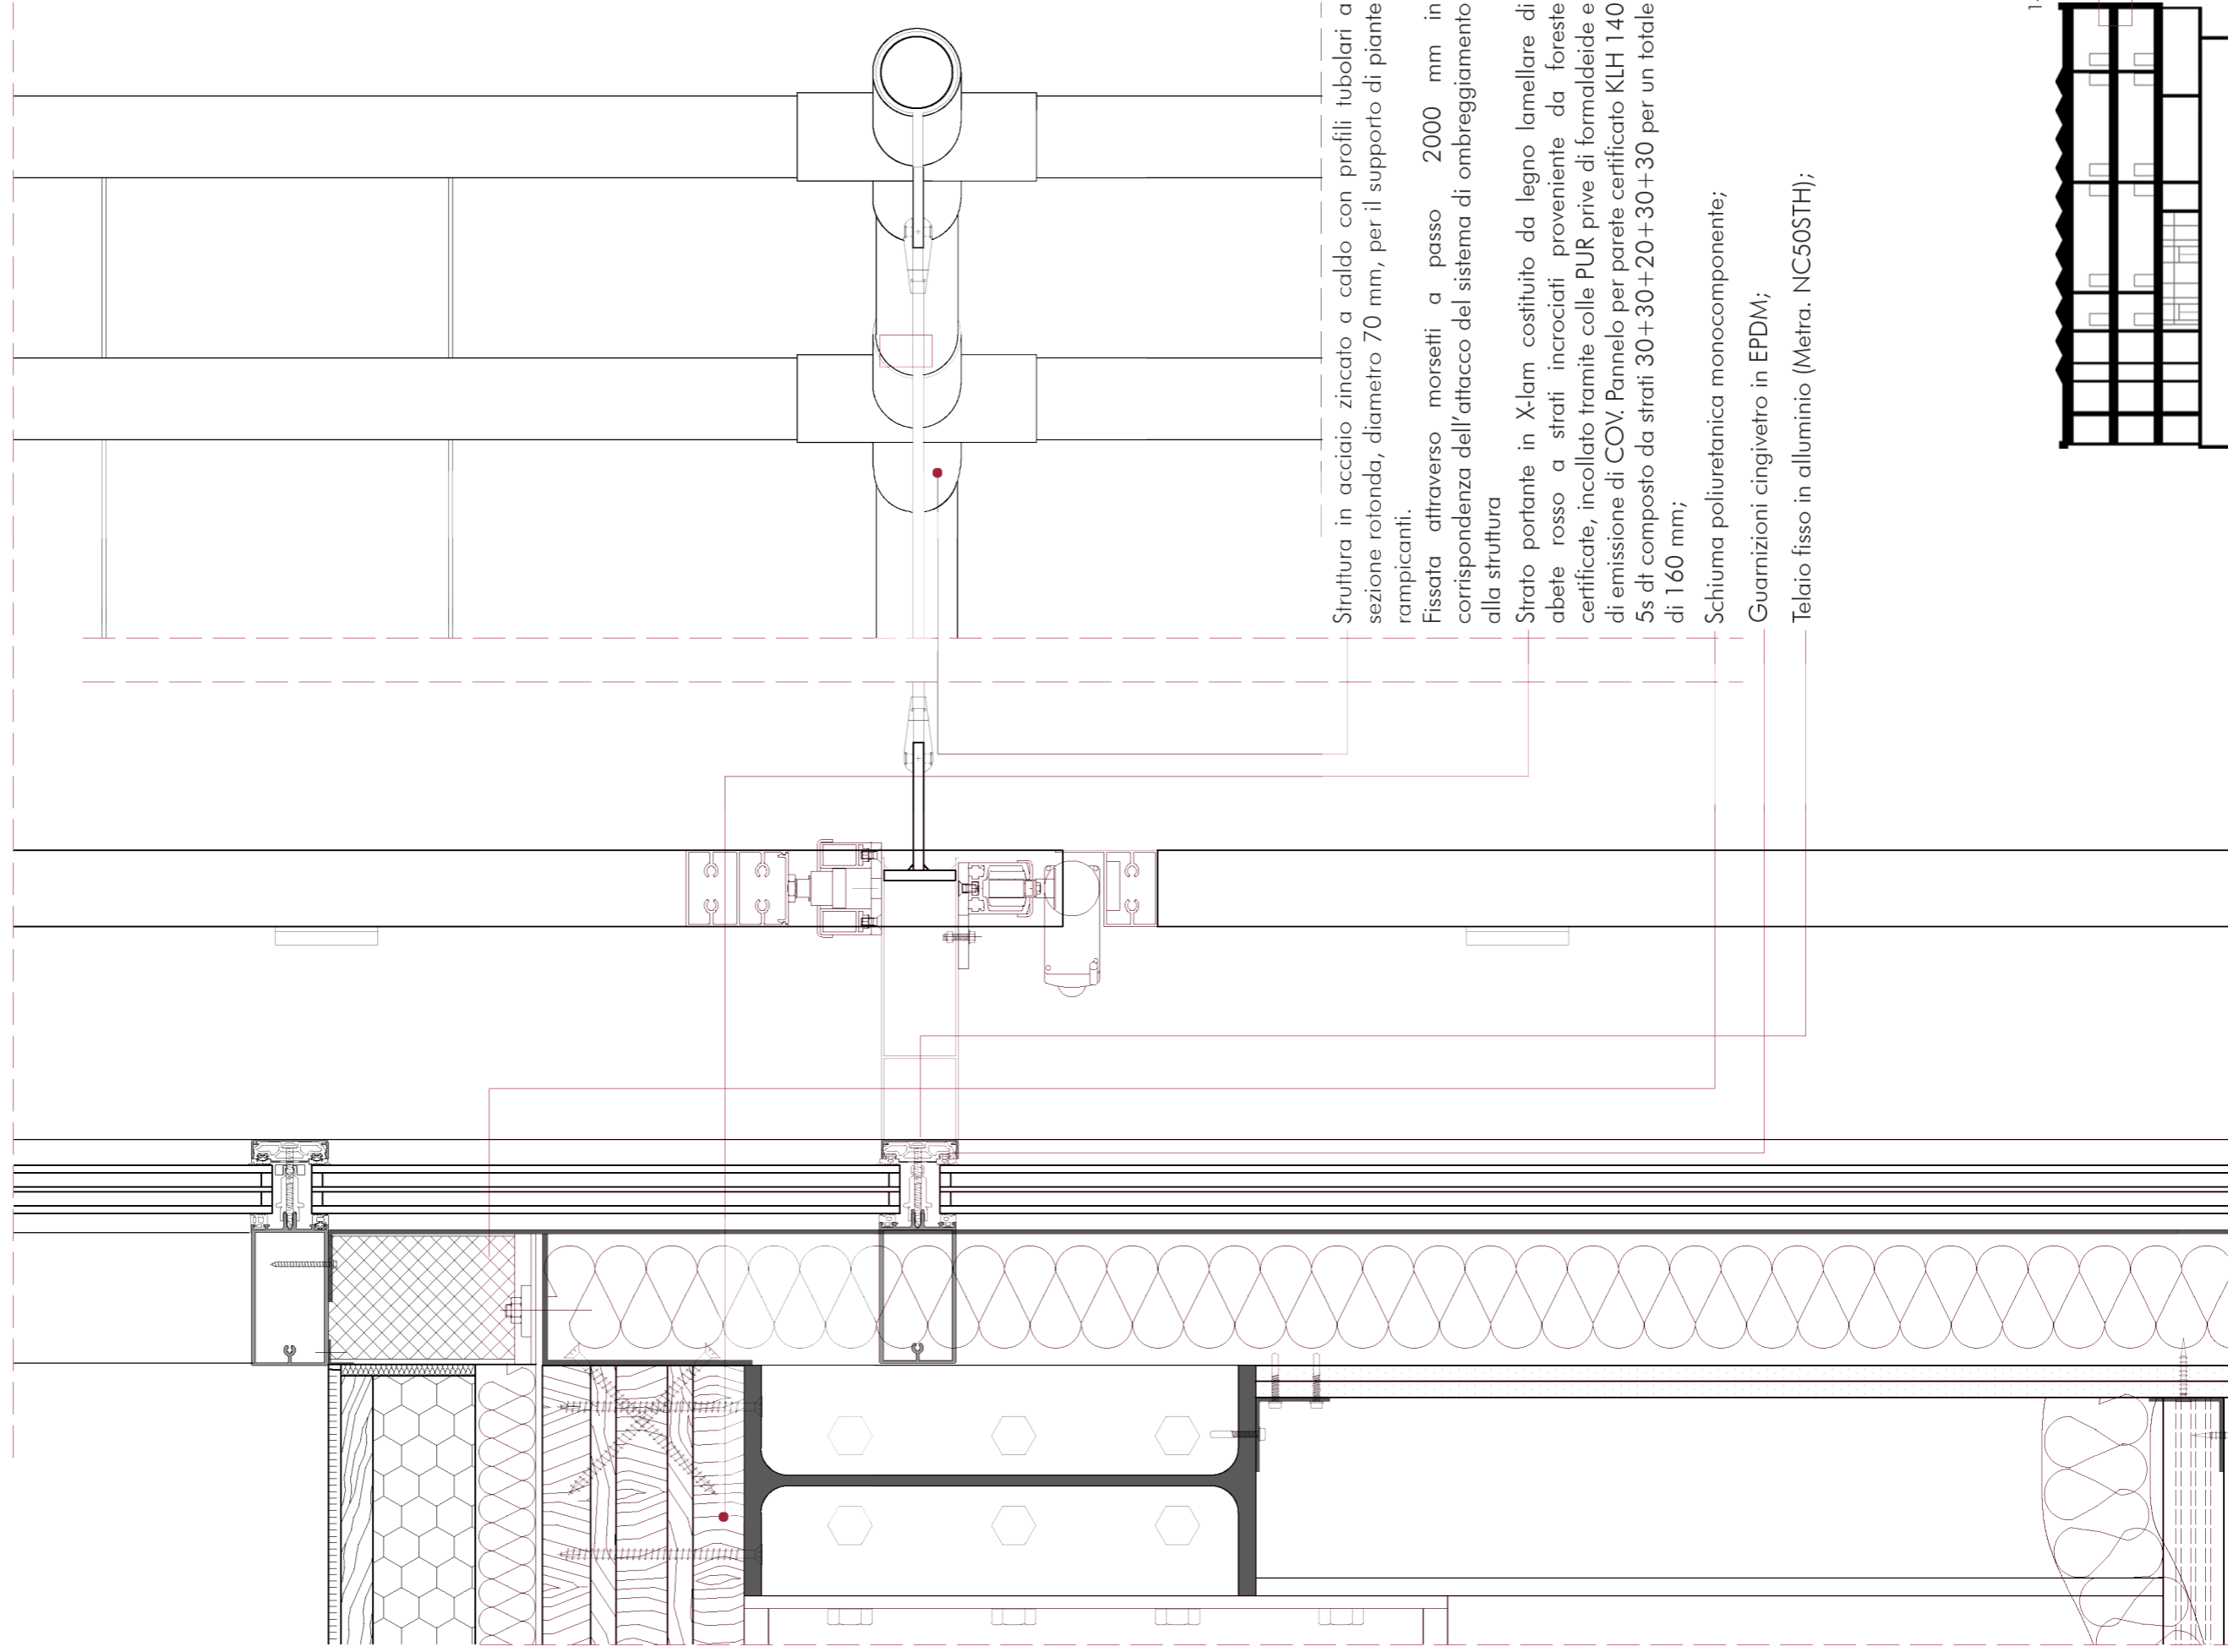 Struttura in acciaio zincato a caldo con profili tubolari a
sezione rotonda, diametro 70 mm, per il supporto di piante
rampicanti.
Fissata attraverso morsetti a passo 2000 mm in
corrispondenza dell'attacco del sistema di ombreggiamento
alla struttura
Strato portante in X-lam costituito da legno lamellare di
abete rosso a strati incrociati proveniente da foreste
certificate, incollato tramite colle PUR prive di formaldeide e
di emissione di COV. Pannelo per parete certificato KLH 140
5s dt composto da strati 30+30+20+30+30 per un totale
di 160 mm;
Schiuma poliuretanica monocomponente;
Guarnizioni cingivetro in EPDM;
Telaio fisso in alluminio (Metra. NC50STH);